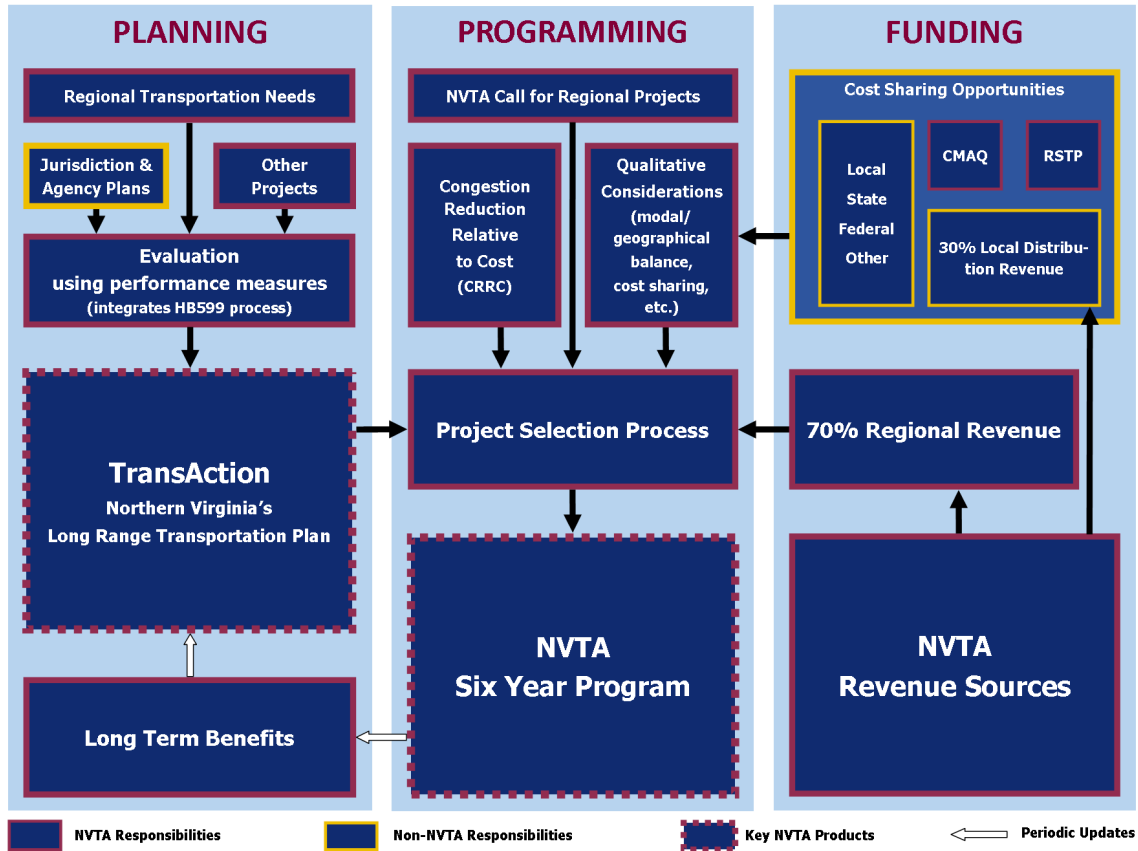 PLANNING
Regional Transportation Needs
Jurisdiction &
Agency Plans
Other
Projects
Evaluation
using performance measures
(integrates HB599 process)
TransAction
Northern Virginia's
Long Range Transportation Plan
Long Term Benefits
PROGRAMMING
NVTA Call for Regional Projects
Congestion
Reduction
Relative
to Cost
(CRRC)
Qualitative
Considerations
(modal/
geographical
balance,
cost sharing,
etc.)
Project Selection Process
NVTA
Six Year Program
FUNDING
Cost Sharing Opportunities
Local
State
Federal
Other
CMAQ
RSTP
30% Local Distribu-
tion Revenue
70% Regional Revenue
NVTA
Revenue Sources
NVTA Responsibilities
Non-NVTA Responsibilities
Key NVTA Products
Periodic Updates